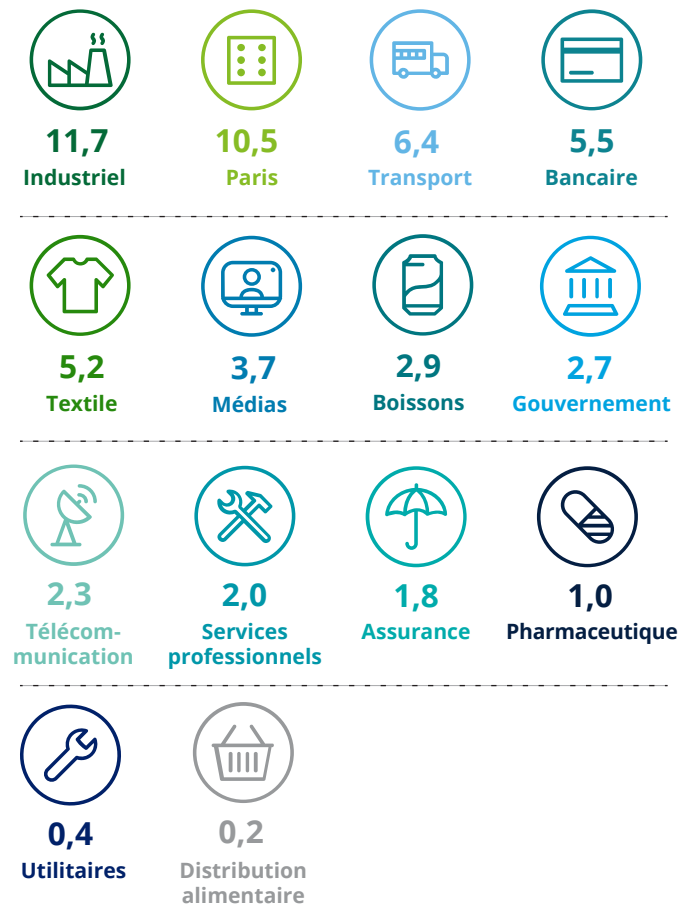 11,7
Industriel
10,5
Paris
6,4
Transport
5,5
Bancaire
5,2
Textile
3,7
Médias
2,9
Boissons
2,7
Gouvernement
2,3
Télécom-
munication
2,0
Services
professionnels
1,8
Assurance
1,0
Pharmaceutique
0,4
Utilitaires
0,2
Distribution
alimentaire